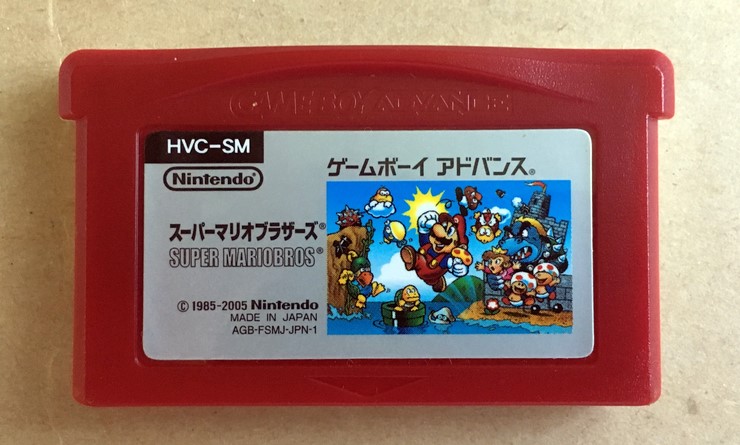 GAME BOY ADVANCE
HVC-SM
Nintendo®
ゲームボーイ アドバンス®
スーパーマリオブラザーズ®
SUPER MARIOBROS®
© 1985-2005 Nintendo
MADE IN JAPAN
AGB-FSMJ-JPN-1